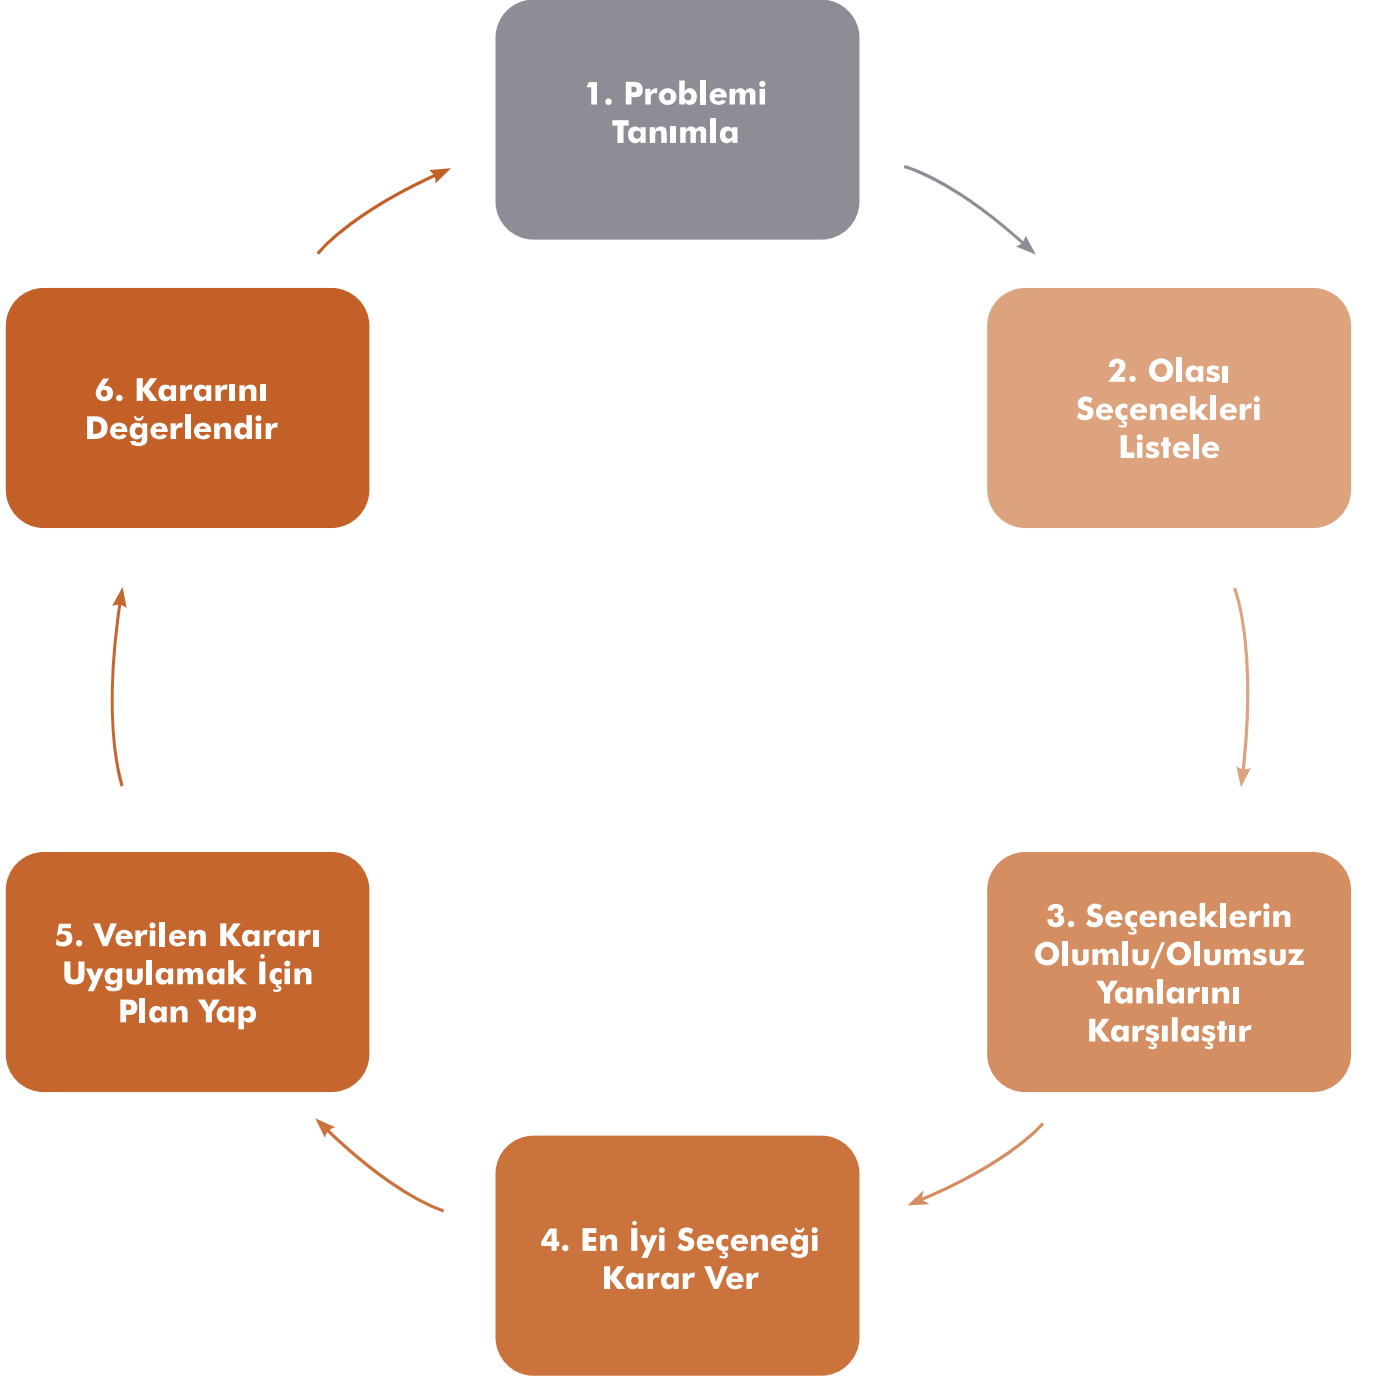 1. Problemi
Tanımla
2. Olası
Seçenekleri
Listele
3. Seçeneklerin
Olumlu/Olumsuz
Yanlarını
Karşılaştır
4. En İyi Seçeneği
Karar Ver
5. Verilen Kararı
Uygulamak İçin
Plan Yap
6. Kararını
Değerlendir